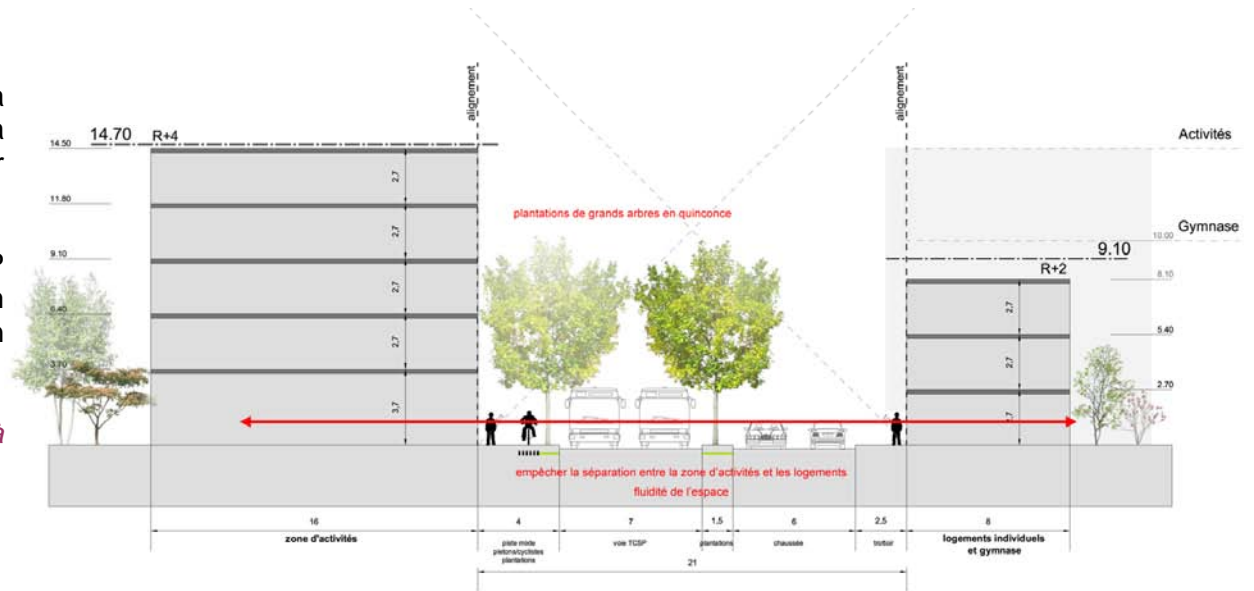 a
a
r
n
n
à
alignement
alignement
14.70 R+4
14.50
11.80
9.10
6.40
3.70
2,7
2,7
2,7
2,7
3,7
plantations de grands arbres en quinconce
Activités
Gymnase
10.00
9.10
R+2
8.10
5.40
2.70
2,7
2,7
2,7
empêcher la séparation entre la zone d'activités et les logements
fluidité de l'espace
16
zone d'activités
4
piste mixte
piétons/cyclistes
plantations
7
voie TCSP
1,5
plantations
6
chaussée
2,5
trottoir
8
logements individuels
et gymnase
21